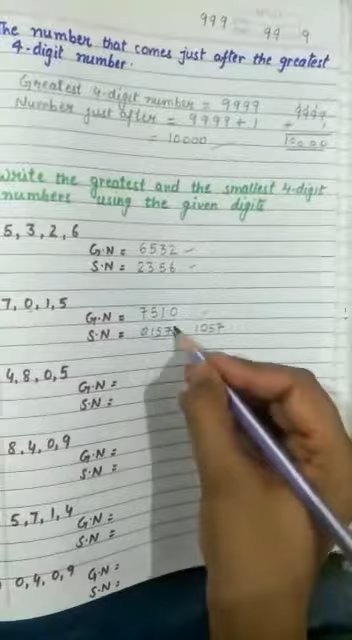 999 99 9
The number that comes just after the greatest
4-digit number.
Greatest 4-digit number = 9999
Number just after = 9999 + 1
= 10000
9999
+ 1
10000
Write the greatest and the smallest 4-digit
numbers using the given digits
5, 3, 2, 6
G.N = 6532
S.N = 2356
7, 0, 1, 5
G.N = 7510
S.N = 0157 1057
4, 8, 0, 5
G.N =
S.N =
8, 4, 0, 9
G.N =
S.N =
5, 7, 1, 4
G.N =
S.N =
0, 4, 0, 9
G.N =
S.N =